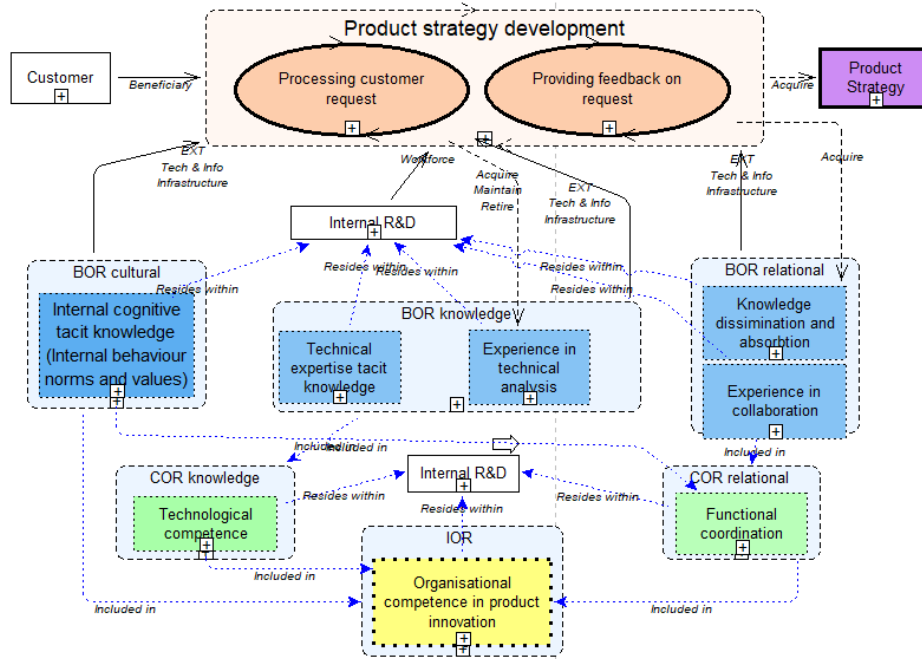 Product strategy development
Customer
Processing customer
request
Providing feedback on
request
Product
Strategy
Beneficiary
Acquire
EXT
Tech & Info
Infrastructure
Workforce
Acquire
Maintain
Retire
EXT
Tech & Info
Infrastructure
EXT
Tech & Info
Infrastructure
Acquire
Internal R&D
BOR cultural
Resides within
Resides within
Resides within
Resides within
Resides within
BOR relational
Internal cognitive
tacit knowledge
(Internal behaviour
norms and values)
BOR knowledge
Technical
expertise tacit
knowledge
Experience in
technical
analysis
Knowledge
dissimination and
absorbtion
Experience in
collaboration
Included in
Included in
Included in
COR knowledge
Internal R&D
COR relational
Technological
competence
Resides within
Resides within
Resides within
Functional
coordination
IOR
Organisational
competence in product
innovation
Included in
Included in
Included in